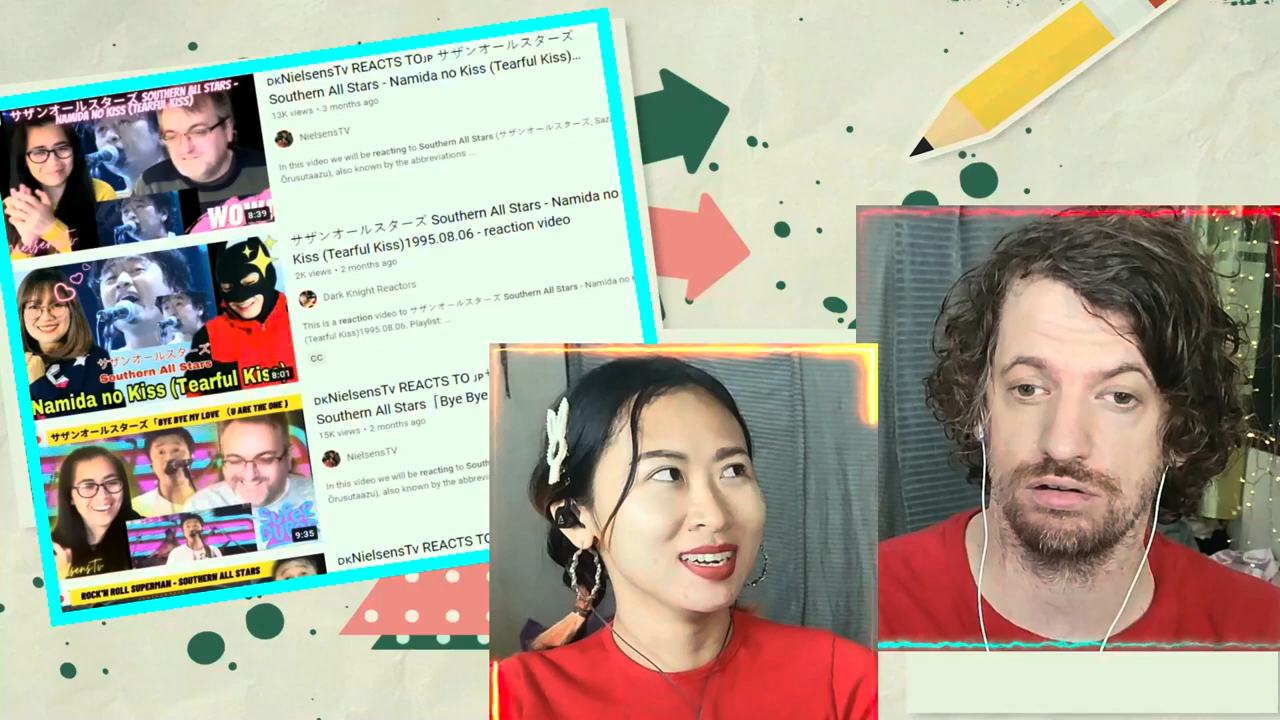 サザンオールスターズ SOUTHERN ALL STARS -
NAMIDA NO KISS (TEARFUL KISS)
WOW!
8:39
NielsensTv
DKNielsensTv REACTS TOJP サザンオールスターズ
Southern All Stars - Namida no Kiss (Tearful Kiss)...
13K views • 3 months ago
NielsensTV
In this video we will be reacting to Southern All Stars (サザンオールスターズ, Saz
Ōrusutaazu), also known by the abbreviations ...
サザンオールスターズ
Southern All Stars
Namida no Kiss (Tearful Kis
8:01
サザンオールスターズ Southern All Stars - Namida no
Kiss (Tearful Kiss)1995.08.06 - reaction video
2K views • 2 months ago
Dark Knight Reactors
This is a reaction video to サザンオールスターズ Southern All Stars - Namida no
(Tearful Kiss)1995.08.06. Playlist: ...
CC
サザンオールスターズ「BYE BYE MY LOVE (U ARE THE ONE )
9:35
DKNielsensTv REACTS TO JP
Southern All Stars「Bye Bye
15K views • 2 months ago
NielsensTV
In this video we will be reacting to South
Ōrusutaazu), also known by the abbrevi
ROCK'N ROLL SUPERMAN - SOUTHERN ALL STARS
DKNielsensTv REACTS TO